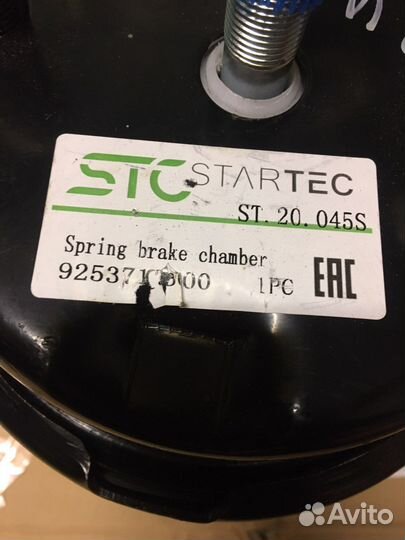 STC STARTEC
ST.20.045S
Spring brake chamber
1PC
EAC
Avito